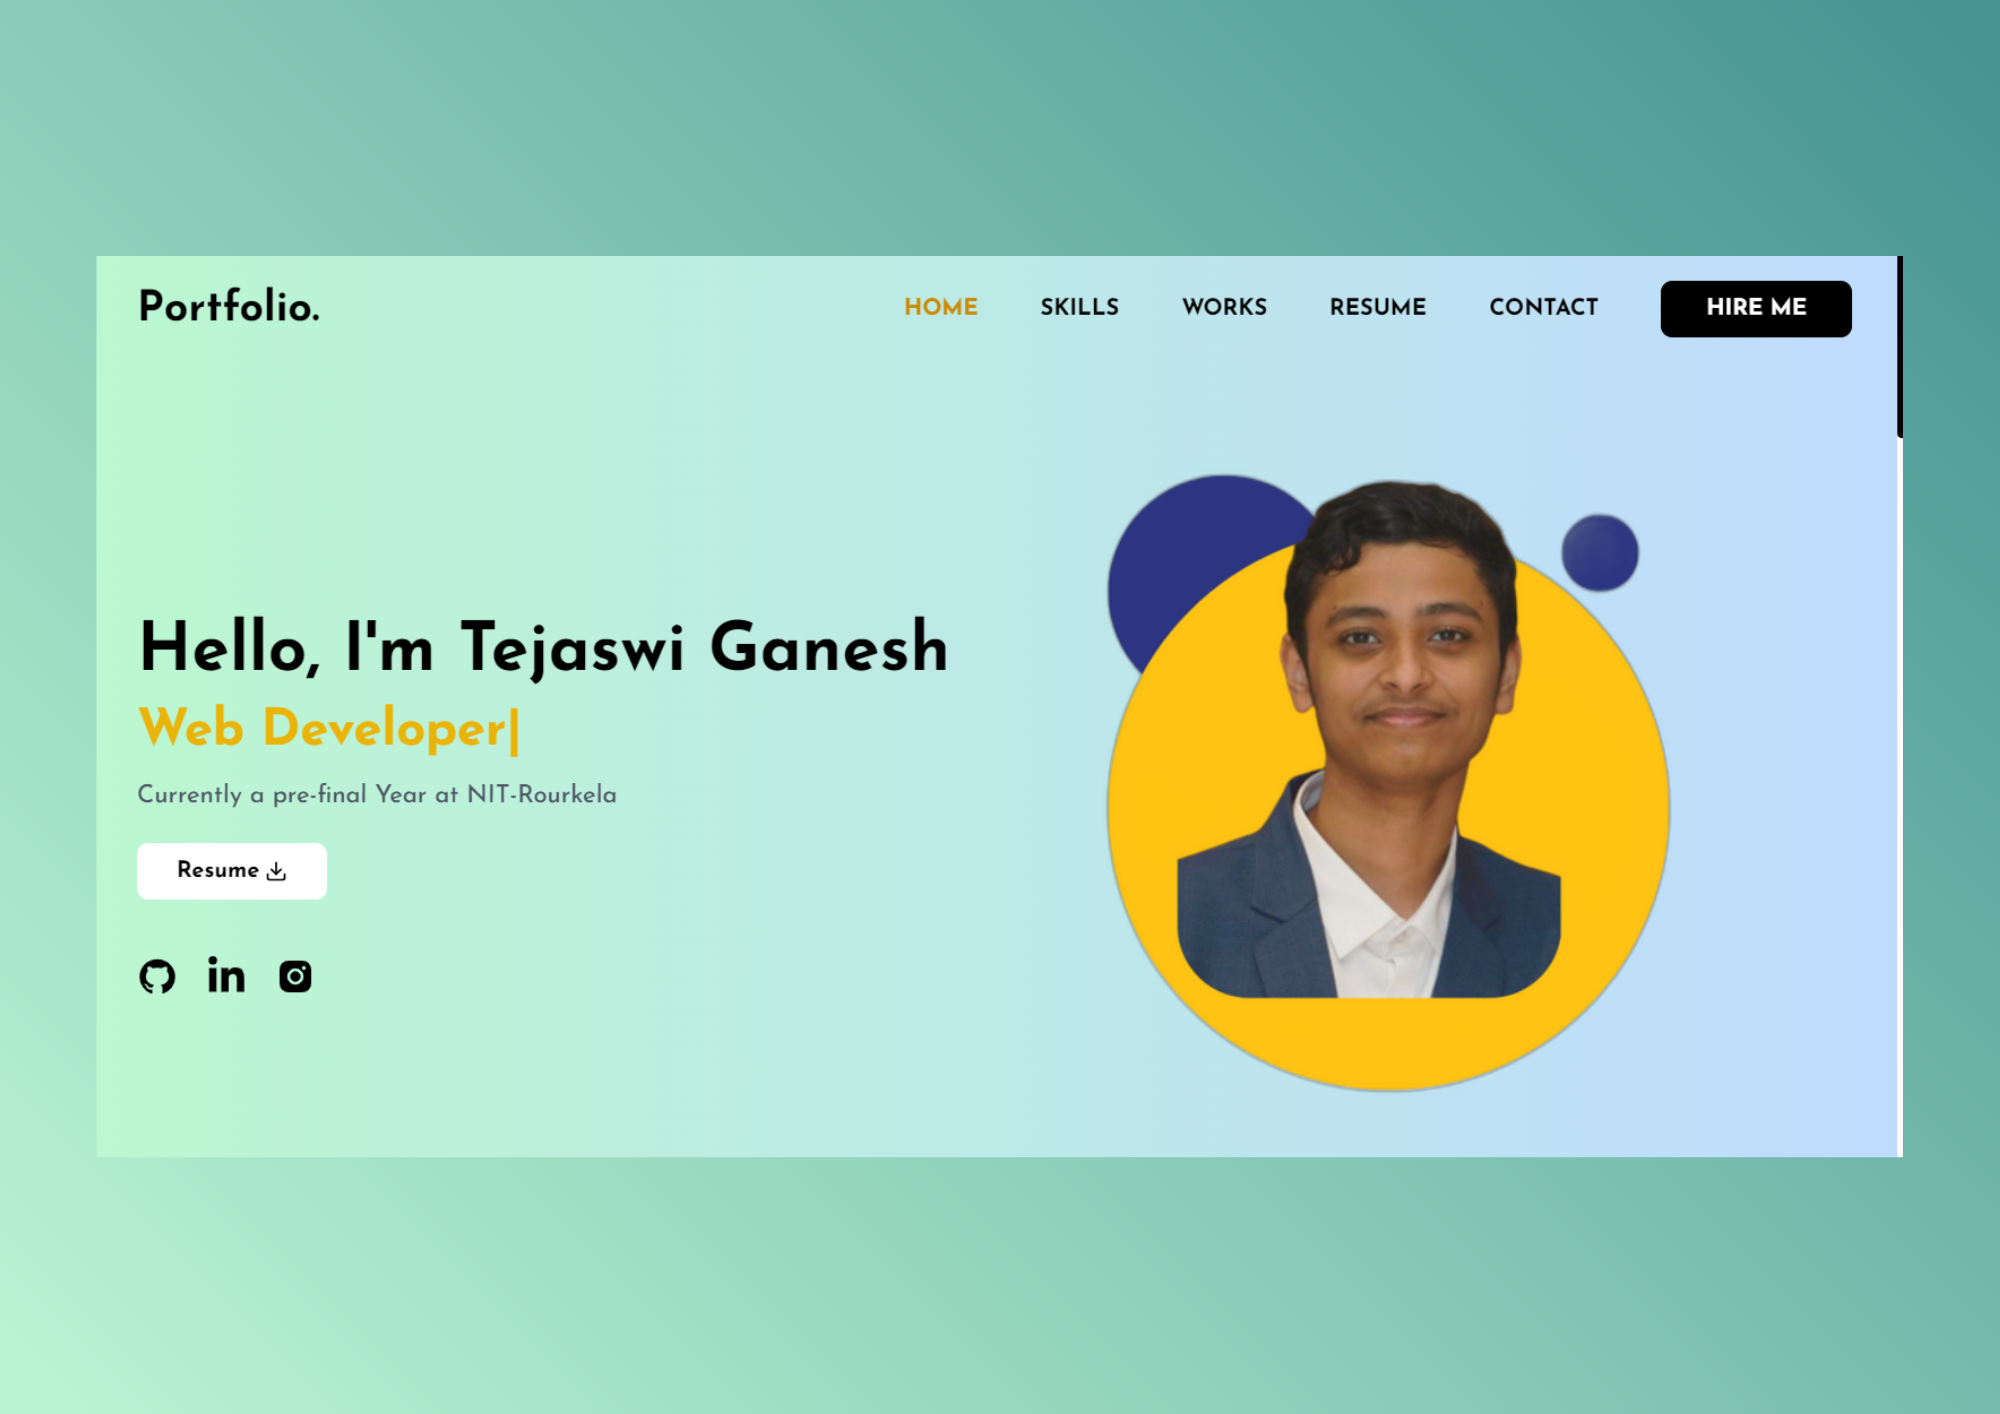 Portfolio.
HOME SKILLS WORKS RESUME CONTACT HIRE ME
Hello, I'm Tejaswi Ganesh
Web Developer|
Currently a pre-final Year at NIT-Rourkela
Resume
in